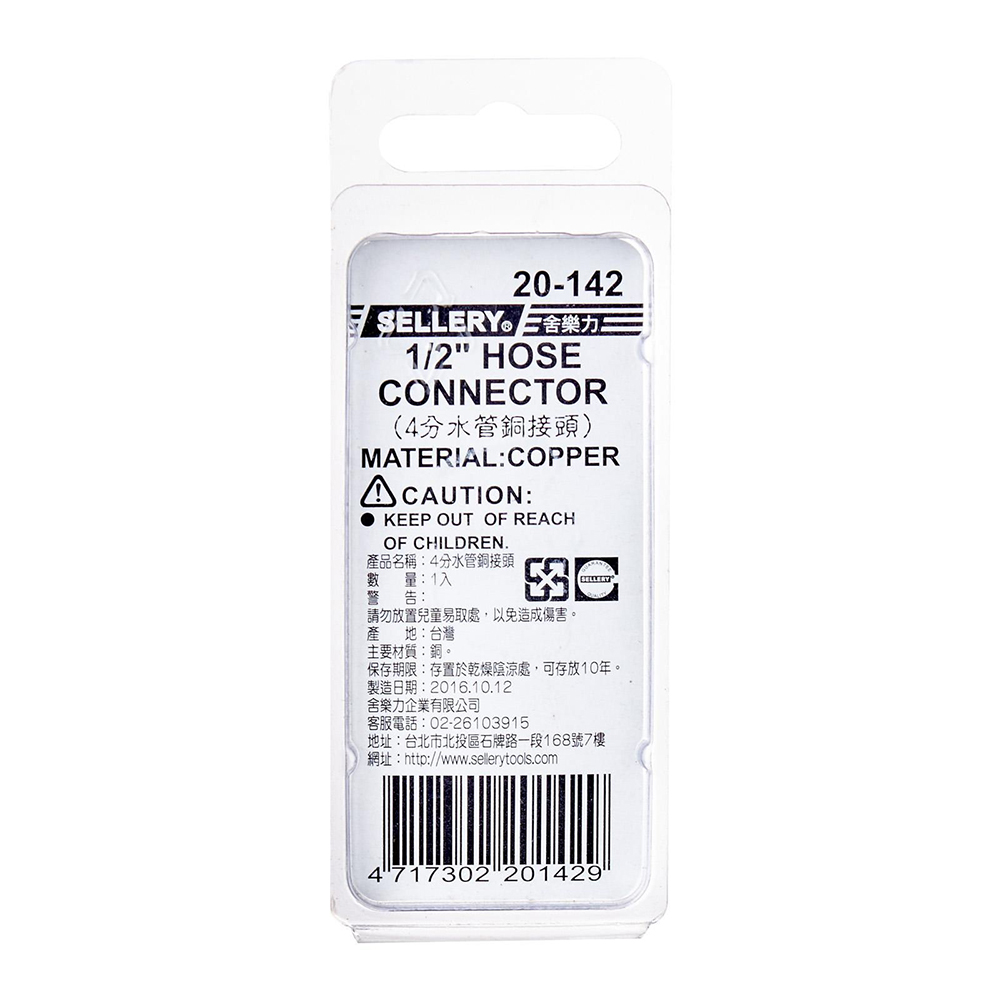 20-142
SELLERY® 舍樂力
1/2" HOSE
CONNECTOR
(4分水管銅接頭)
MATERIAL:COPPER
CAUTION:
● KEEP OUT OF REACH
OF CHILDREN.
產品名稱：4分水管銅接頭
數　量：1入
警　告：
請勿放置兒童易取處，以免造成傷害。
產　地：台灣
主要材質：銅。
保存期限：存置於乾燥陰涼處，可存放10年。
製造日期：2016.10.12
舍樂力企業有限公司
客服電話：02-26103915
地址：台北市北投區石牌路一段168號7樓
網址：http://www.sellerytools.com
GUARANTEE
SELLERY
QUALITY
4 717302 201429